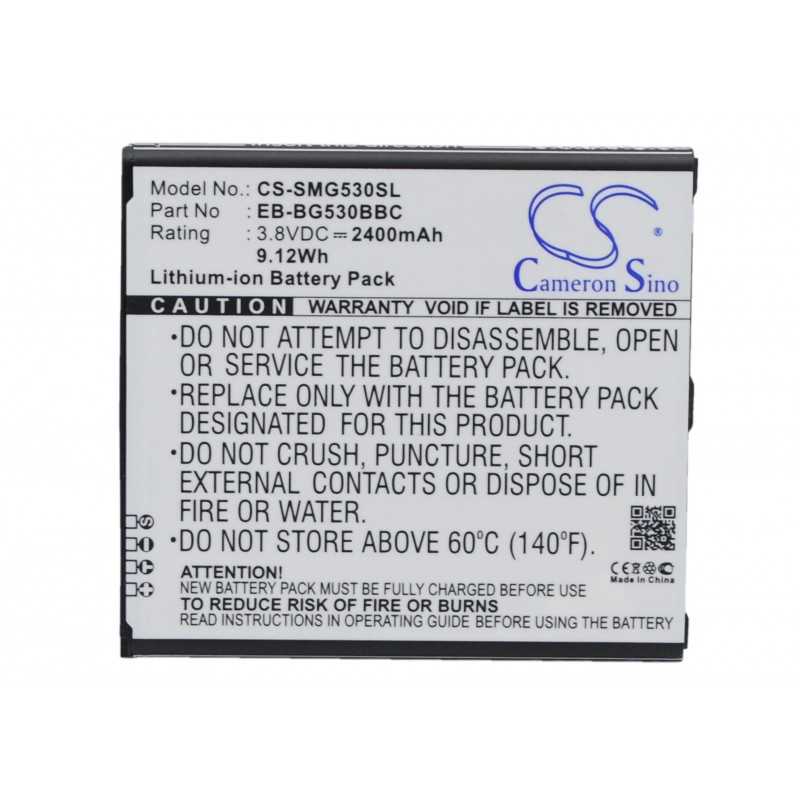 Model No. : CS-SMG530SL
Part No : EB-BG530BBC
Rating : 3.8VDC ⎓ 2400mAh
9.12Wh
Lithium-ion Battery Pack
CS
®
Cameron Sino
CAUTION WARRANTY VOID IF LABEL IS REMOVED
•DO NOT ATTEMPT TO DISASSEMBLE, OPEN
OR SERVICE THE BATTERY PACK.
•REPLACE ONLY WITH THE BATTERY
DESIGNATED FOR THIS PRODUCT.
•DO NOT CRUSH, PUNCTURE, SHORT
EXTERNAL CONTACTS OR DISPOSE OF IN
FIRE OR WATER.
•DO NOT STORE ABOVE 60°C (140°F).
CE
Made in China
ATTENTION!
NEW BATTERY PACK MUST BE FULLY CHARGED BEFORE USE
TO REDUCE RISK OF FIRE OR BURNS
READ INSTRUCTIONS IN OPERATING GUIDE BEFORE USING BATTERY